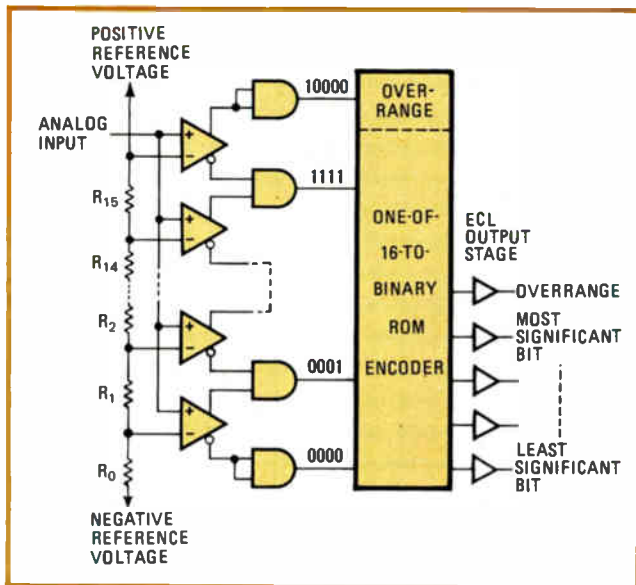 POSITIVE
REFERENCE
VOLTAGE
ANALOG
INPUT
R15
R14
R2
R1
R0
NEGATIVE
REFERENCE
VOLTAGE
+
−
+
−
+
−
+
−
10000
1111
0001
0000
OVER-
RANGE
ONE-OF-
16-TO-
BINARY
ROM
ENCODER
ECL
OUTPUT
STAGE
OVERRANGE
MOST
SIGNIFICANT
BIT
LEAST
SIGNIFICANT
BIT